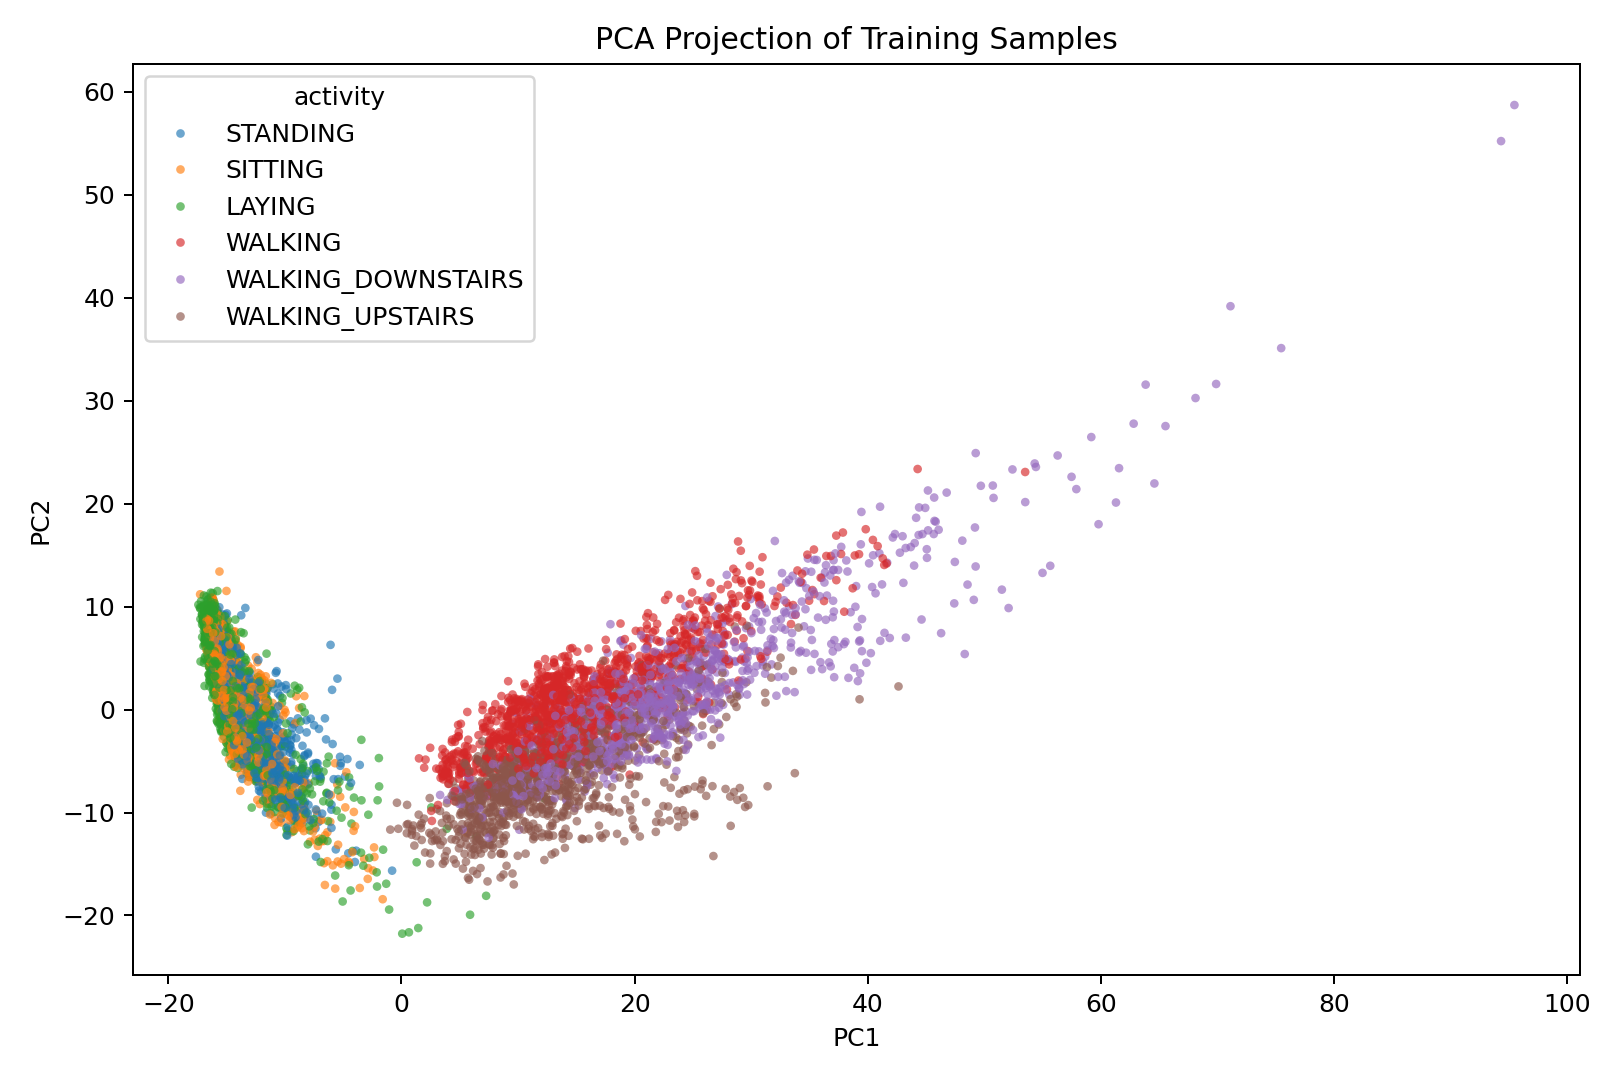 PCA Projection of Training Samples
activity
STANDING
SITTING
LAYING
WALKING
WALKING_DOWNSTAIRS
WALKING_UPSTAIRS
60
50
40
30
20
10
0
−10
−20
PC2
−20
0
20
40
60
80
100
PC1